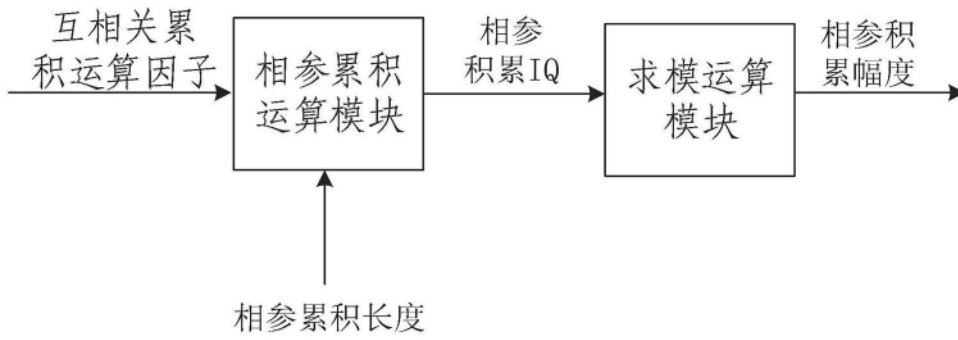 互相关累
积运算因子
相参累积
运算模块
相参
积累IQ
求模运算
模块
相参积
累幅度
相参累积长度